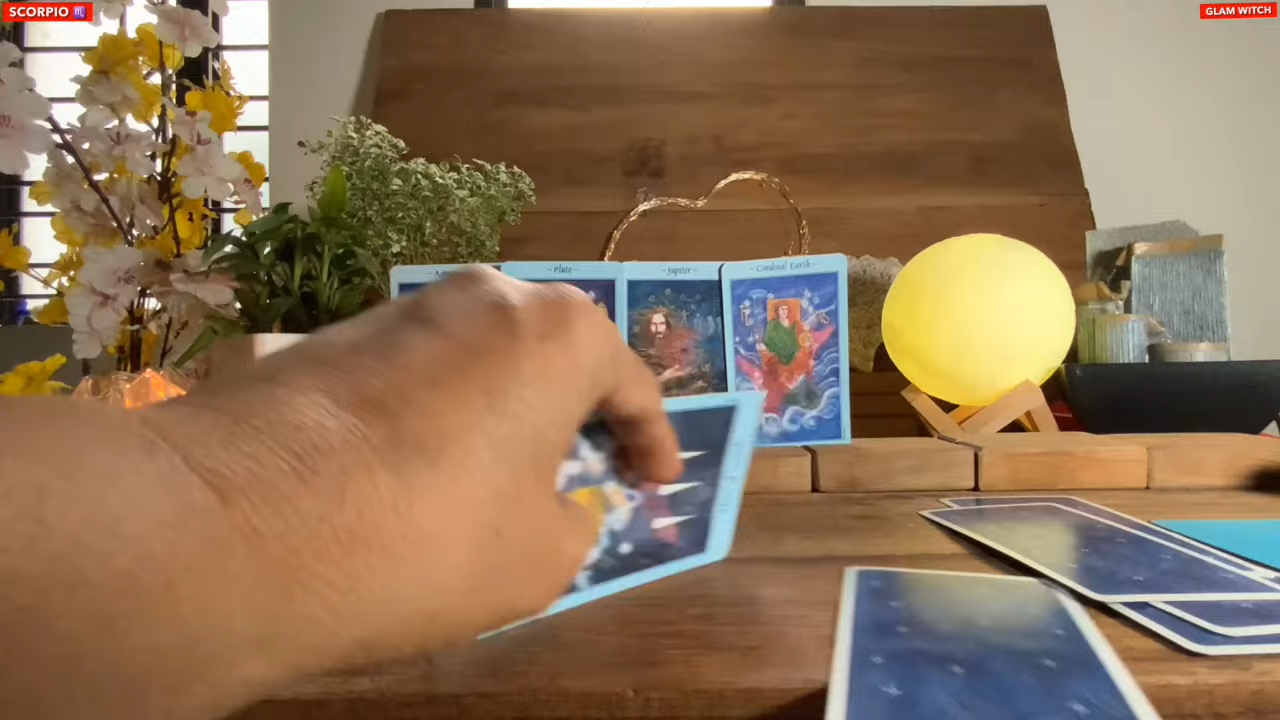 SCORPIO ♏
GLAM WITCH
~ Pluto ~
~ Jupiter ~
~ Cardinal Earth ~